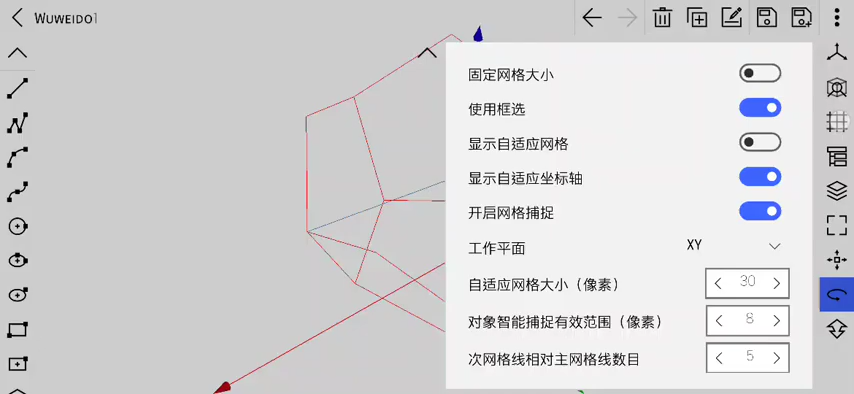 Wuweido1
固定网格大小
使用框选
显示自适应网格
显示自适应坐标轴
开启网格捕捉
工作平面 XY
自适应网格大小（像素） 30
对象智能捕捉有效范围（像素） 8
次网格线相对主网格线数目 5